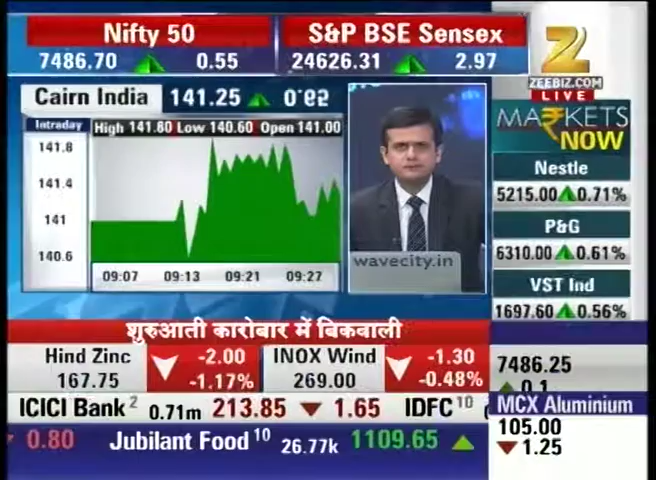 Nifty 50
7486.70 0.55
S&P BSE Sensex
24626.31 2.97
Z
ZEEBIZ.COM
LIVE
MA₹KETS
NOW
Cairn India 141.25 0.62
Intraday High 141.80 Low 140.60 Open 141.00
141.8
141.4
141
140.6
09:07 09:13 09:21 09:27
wavecity.in
Nestle
5215.00 0.71%
P&G
6310.00 0.61%
VST Ind
1697.60 0.56%
शुरुआती कारोबार में बिकवाली
Hind Zinc -2.00
167.75 -1.17%
INOX Wind -1.30
269.00 -0.48%
7486.25
0.1
ICICI Bank 2 0.71m 213.85 1.65 IDFC 10
MCX Aluminium
105.00
1.25
0.80 Jubilant Food 10 26.77k 1109.65